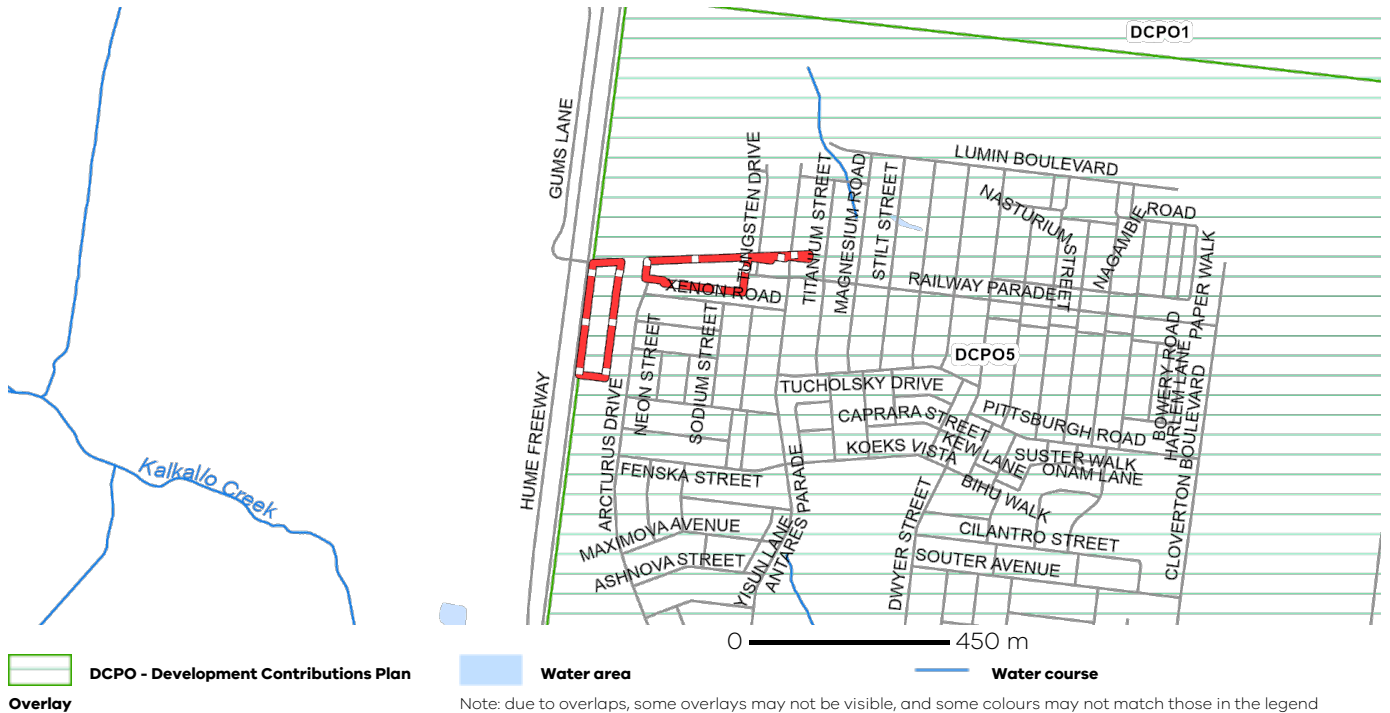 DCPO1
GUMS LANE
LUMIN BOULEVARD
TUNGSTEN DRIVE
TITANIUM STREET
MAGNESIUM ROAD
STILT STREET
NASTURIUM STREET
NAGAMBIE ROAD
PAPER WALK
XENON ROAD
RAILWAY PARADE
DCPO5
NEON STREET
SODIUM STREET
TUCHOLSKY DRIVE
CAPRARA STREET
PITTSBURGH ROAD
BOWERY ROAD
HARLEM LANE
CLOVERTON BOULEVARD
HUME FREEWAY
ARCTURUS DRIVE
KOEKS VISTA
KEW LANE
SUSTER WALK
ONAM LANE
Kalkallo Creek
FENSKA STREET
ANTARES PARADE
BIHU WALK
MAXIMOVA AVENUE
CILANTRO STREET
ASHNOVA STREET
YISUN LANE
DWYER STREET
SOUTER AVENUE
0 450 m
DCPO - Development Contributions Plan
Overlay
Water area
Water course
Note: due to overlaps, some overlays may not be visible, and some colours may not match those in the legend